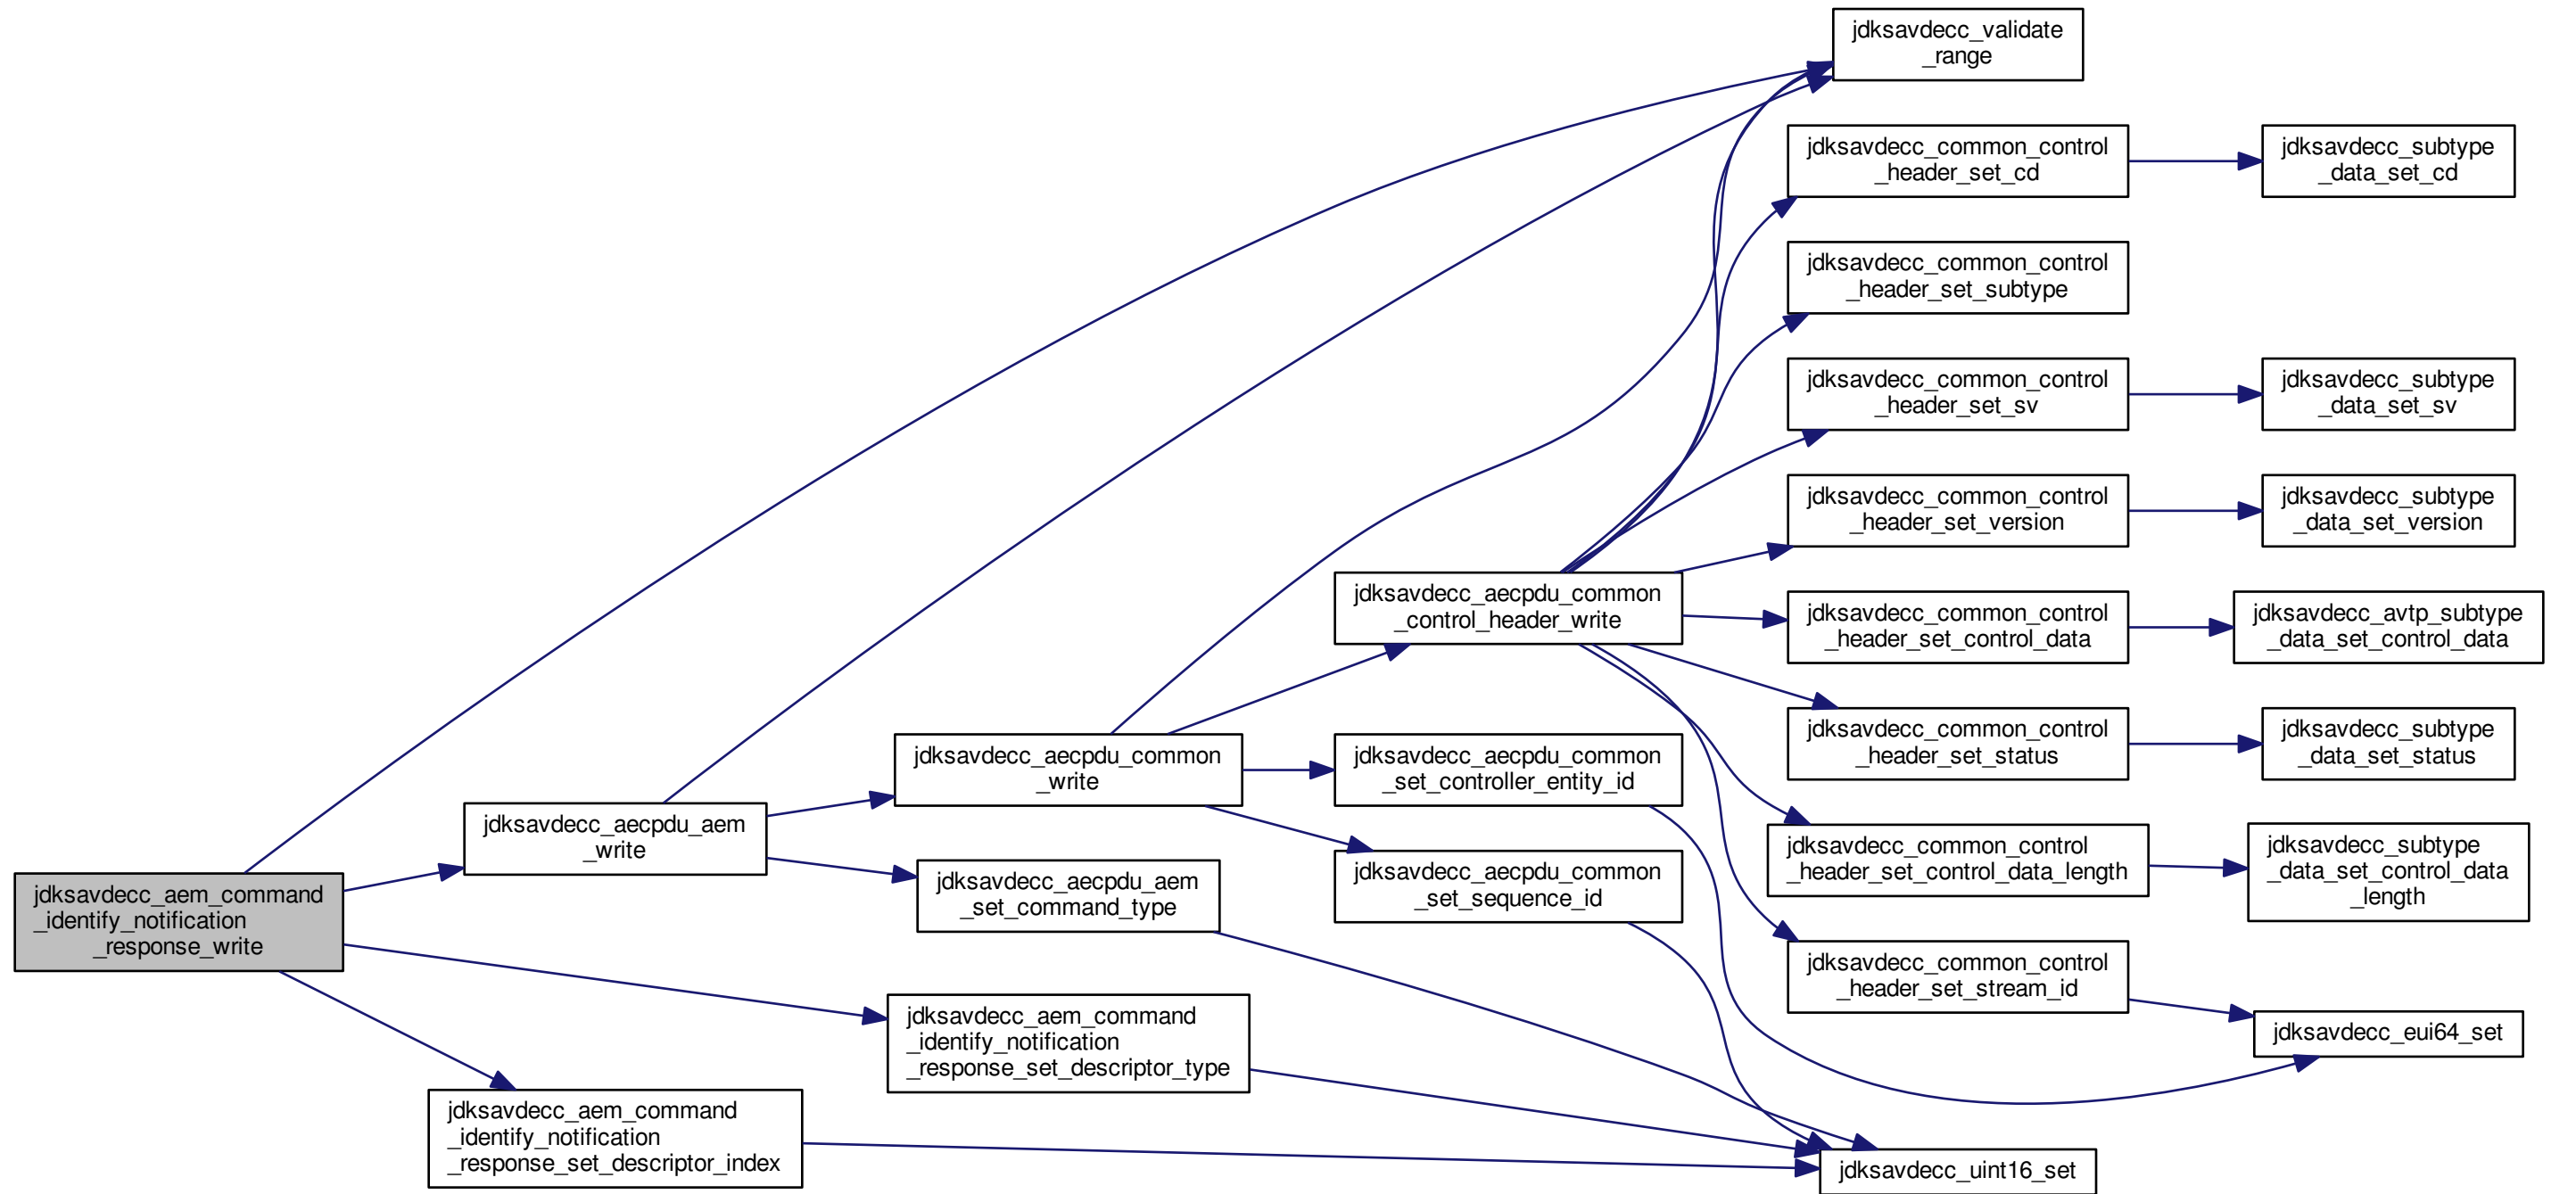 jdksavdecc_validate
_range
jdksavdecc_common_control
_header_set_cd
jdksavdecc_subtype
_data_set_cd
jdksavdecc_common_control
_header_set_subtype
jdksavdecc_common_control
_header_set_sv
jdksavdecc_subtype
_data_set_sv
jdksavdecc_common_control
_header_set_version
jdksavdecc_subtype
_data_set_version
jdksavdecc_aecpdu_common
_control_header_write
jdksavdecc_common_control
_header_set_control_data
jdksavdecc_avtp_subtype
_data_set_control_data
jdksavdecc_common_control
_header_set_status
jdksavdecc_subtype
_data_set_status
jdksavdecc_aecpdu_common
_write
jdksavdecc_aecpdu_common
_set_controller_entity_id
jdksavdecc_aecpdu_aem
_write
jdksavdecc_common_control
_header_set_control_data_length
jdksavdecc_subtype
_data_set_control_data
_length
jdksavdecc_aem_command
_identify_notification
_response_write
jdksavdecc_aecpdu_aem
_set_command_type
jdksavdecc_aecpdu_common
_set_sequence_id
jdksavdecc_common_control
_header_set_stream_id
jdksavdecc_aem_command
_identify_notification
_response_set_descriptor_type
jdksavdecc_eui64_set
jdksavdecc_aem_command
_identify_notification
_response_set_descriptor_index
jdksavdecc_uint16_set